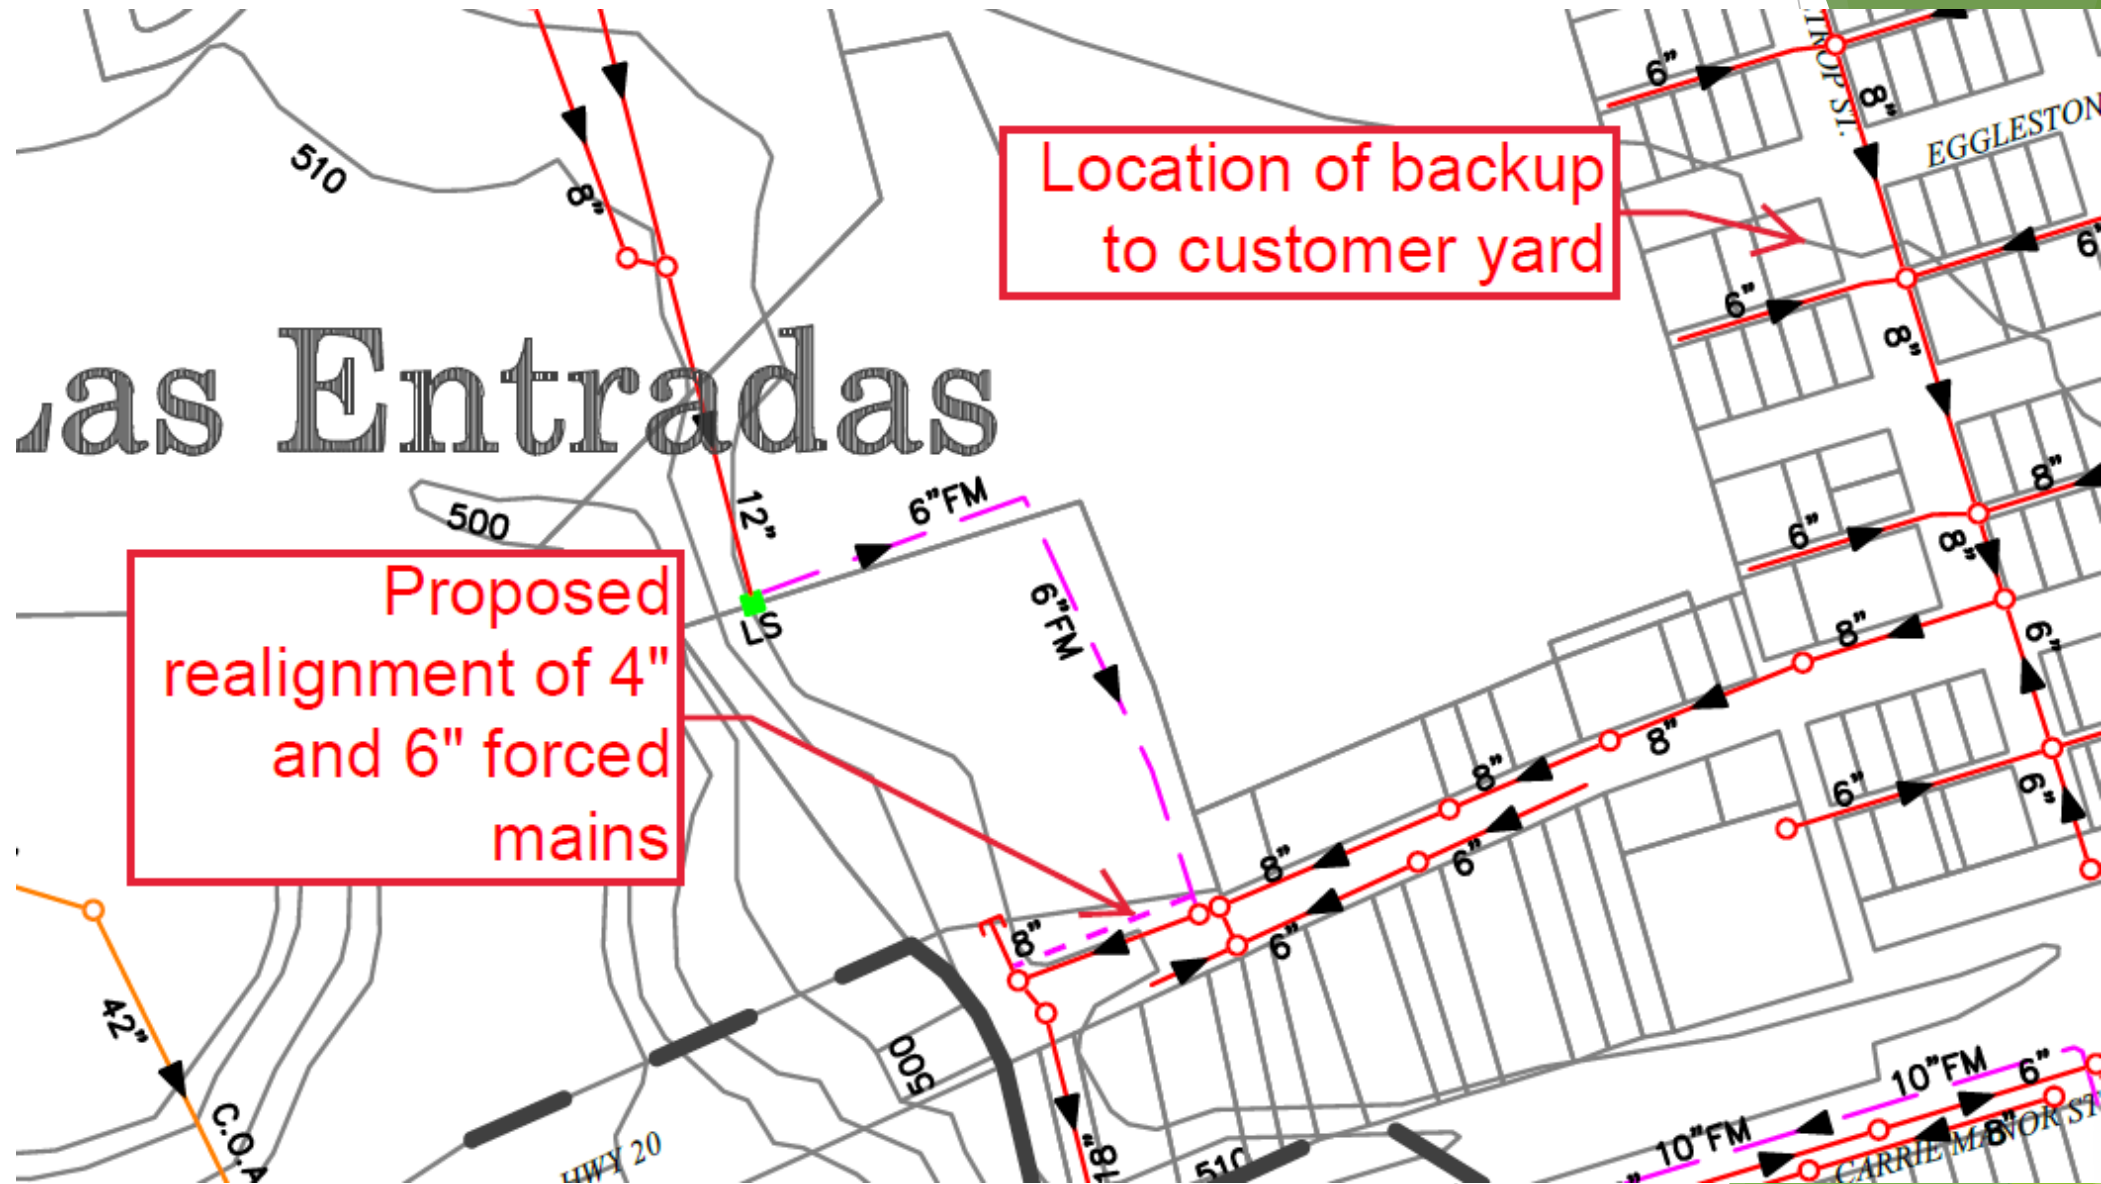 6”
8”
EGGLESTON
510
8”
Location of backup
to customer yard
6”
6”
8”
Las Entradas
6”FM
12”
500
8”
6”
8”
Proposed
realignment of 4"
and 6" forced
mains
LS
6”FM
8”
6”
8”
8”
6”
6”
8”
6”
8”
6”
42”
500
C.O.A
10”FM
6”
10”FM
8”
CARRIE MANOR ST
HWY 20
510